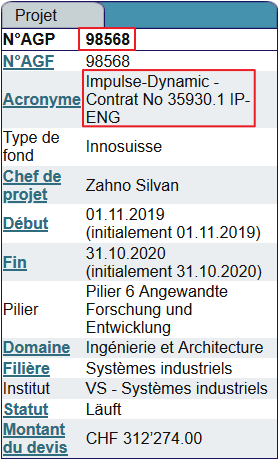 Projet
N°AGP 98568
N°AGF 98568
Acronyme Impulse-Dynamic -
Contrat No 35930.1 IP-
ENG
Type de
fond Innosuisse
Chef de
projet Zahno Silvan
Début 01.11.2019
(initialement 01.11.2019)
Fin 31.10.2020
(initialement 31.10.2020)
Pilier Pilier 6 Angewandte
Forschung und
Entwicklung
Domaine Ingénierie et Architecture
Filière Systèmes industriels
Institut VS - Systèmes industriels
Statut Läuft
Montant
du devis CHF 312’274.00